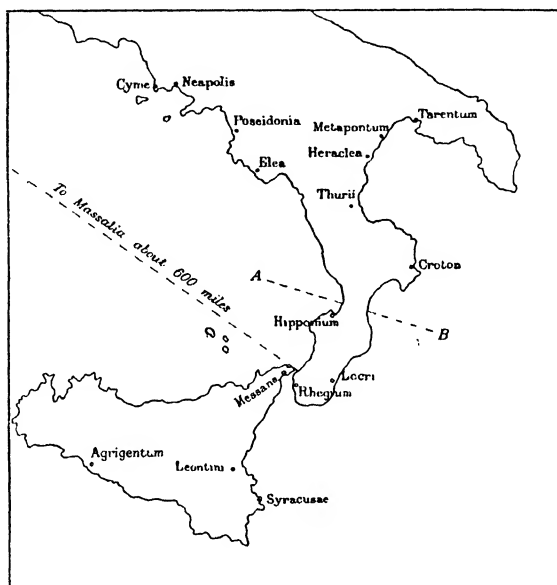 Cyme
Neapolis
Poseidonia
Tarentum
Metapontum
Heraclea
Elea
Thurii
To Massalia about 600 miles
Croton
A
B
Hipponium
Messana
Rhegium
Locri
Agrigentum
Leontini
Syracusae